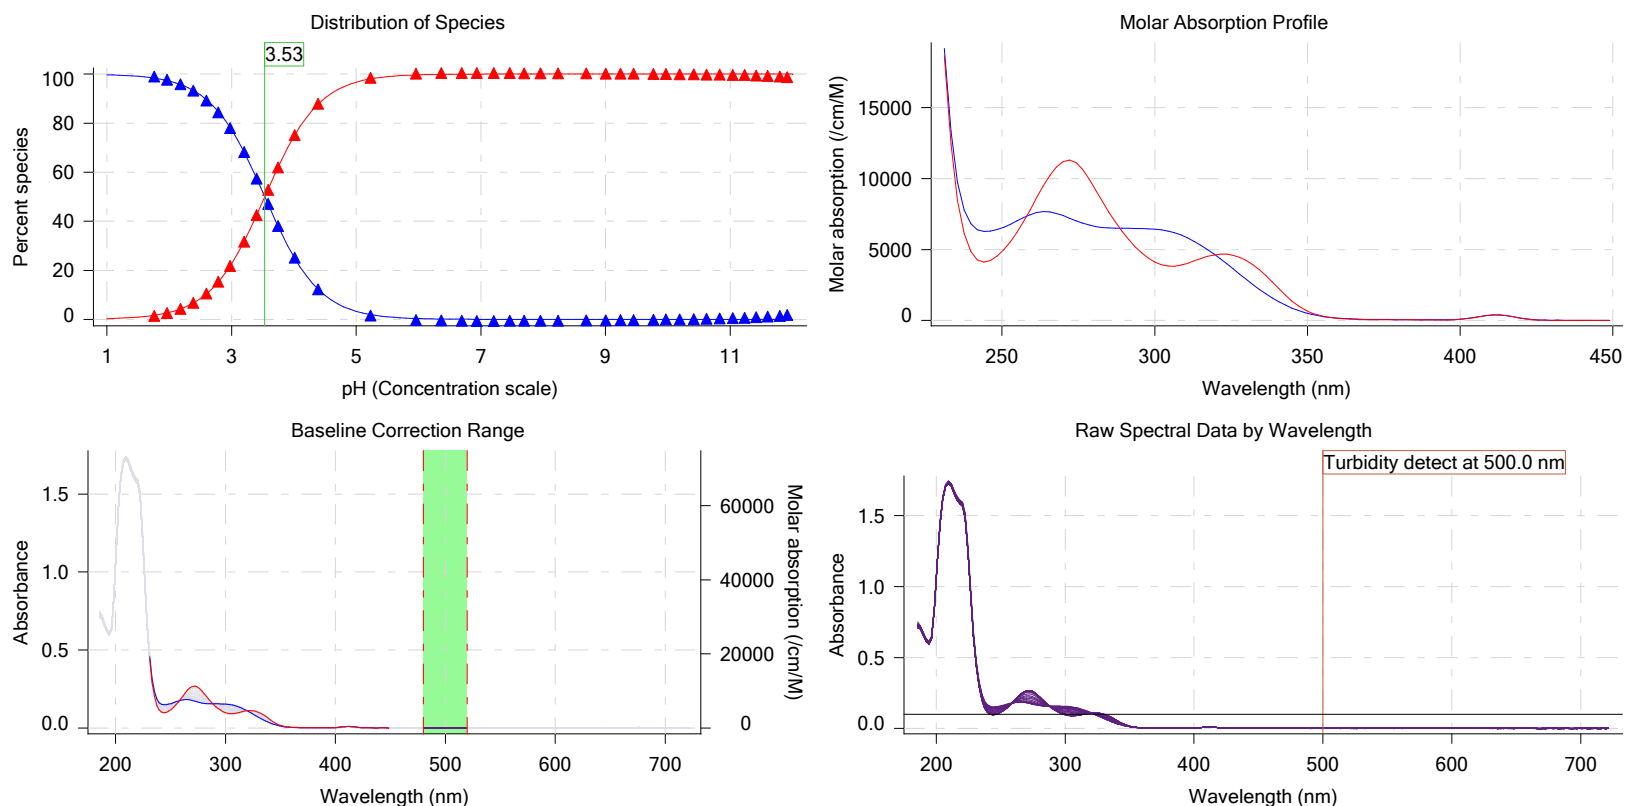 Distribution of Species
3.53
100
80
60
40
20
0
Percent species
1 3 5 7 9 11
pH (Concentration scale)
Molar Absorption Profile
15000
10000
5000
0
Molar absorption (/cm/M)
250 300 350 400 450
Wavelength (nm)
Baseline Correction Range
1.5
1.0
0.5
0.0
Absorbance
60000
40000
20000
0
Molar absorption (/cm/M)
200 300 400 500 600 700
Wavelength (nm)
Raw Spectral Data by Wavelength
Turbidity detect at 500.0 nm
1.5
1.0
0.5
0.0
Absorbance
200 300 400 500 600 700
Wavelength (nm)